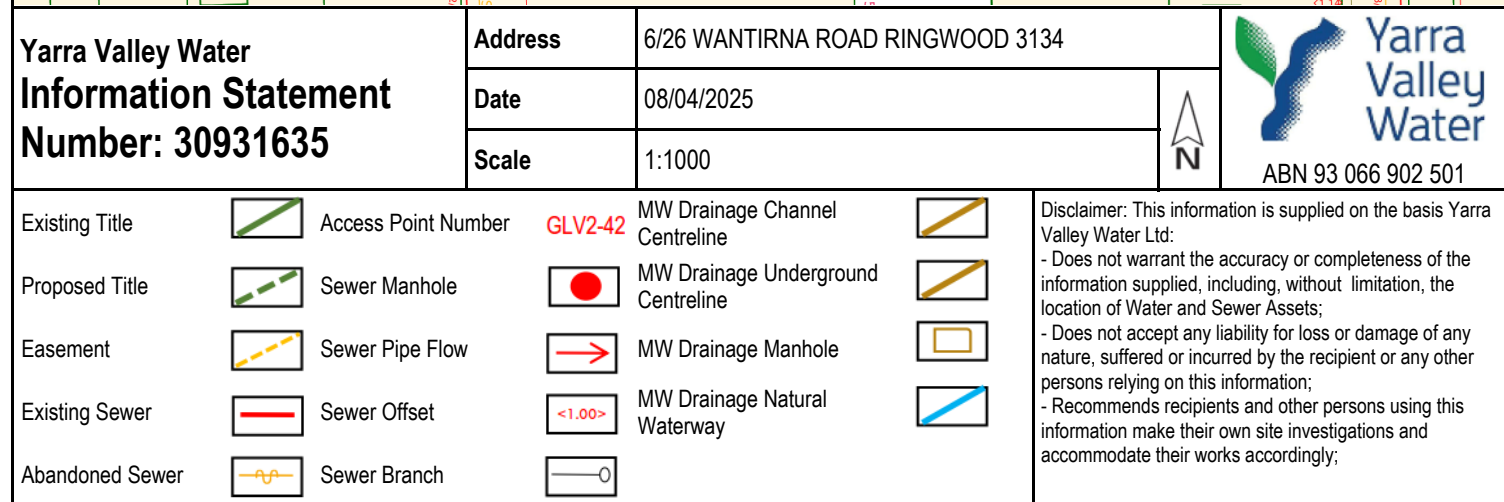 Yarra Valley Water
Information Statement
Number: 30931635
Address
6/26 WANTIRNA ROAD RINGWOOD 3134
Date
08/04/2025
Scale
1:1000
N
Yarra
Valley
Water
ABN 93 066 902 501
Existing Title
Access Point Number
GLV2-42
MW Drainage Channel
Centreline
Proposed Title
Sewer Manhole
MW Drainage Underground
Centreline
Easement
Sewer Pipe Flow
MW Drainage Manhole
Existing Sewer
Sewer Offset
<1.00>
MW Drainage Natural
Waterway
Abandoned Sewer
Sewer Branch
Disclaimer: This information is supplied on the basis Yarra
Valley Water Ltd:
- Does not warrant the accuracy or completeness of the
information supplied, including, without limitation, the
location of Water and Sewer Assets;
- Does not accept any liability for loss or damage of any
nature, suffered or incurred by the recipient or any other
persons relying on this information;
- Recommends recipients and other persons using this
information make their own site investigations and
accommodate their works accordingly;